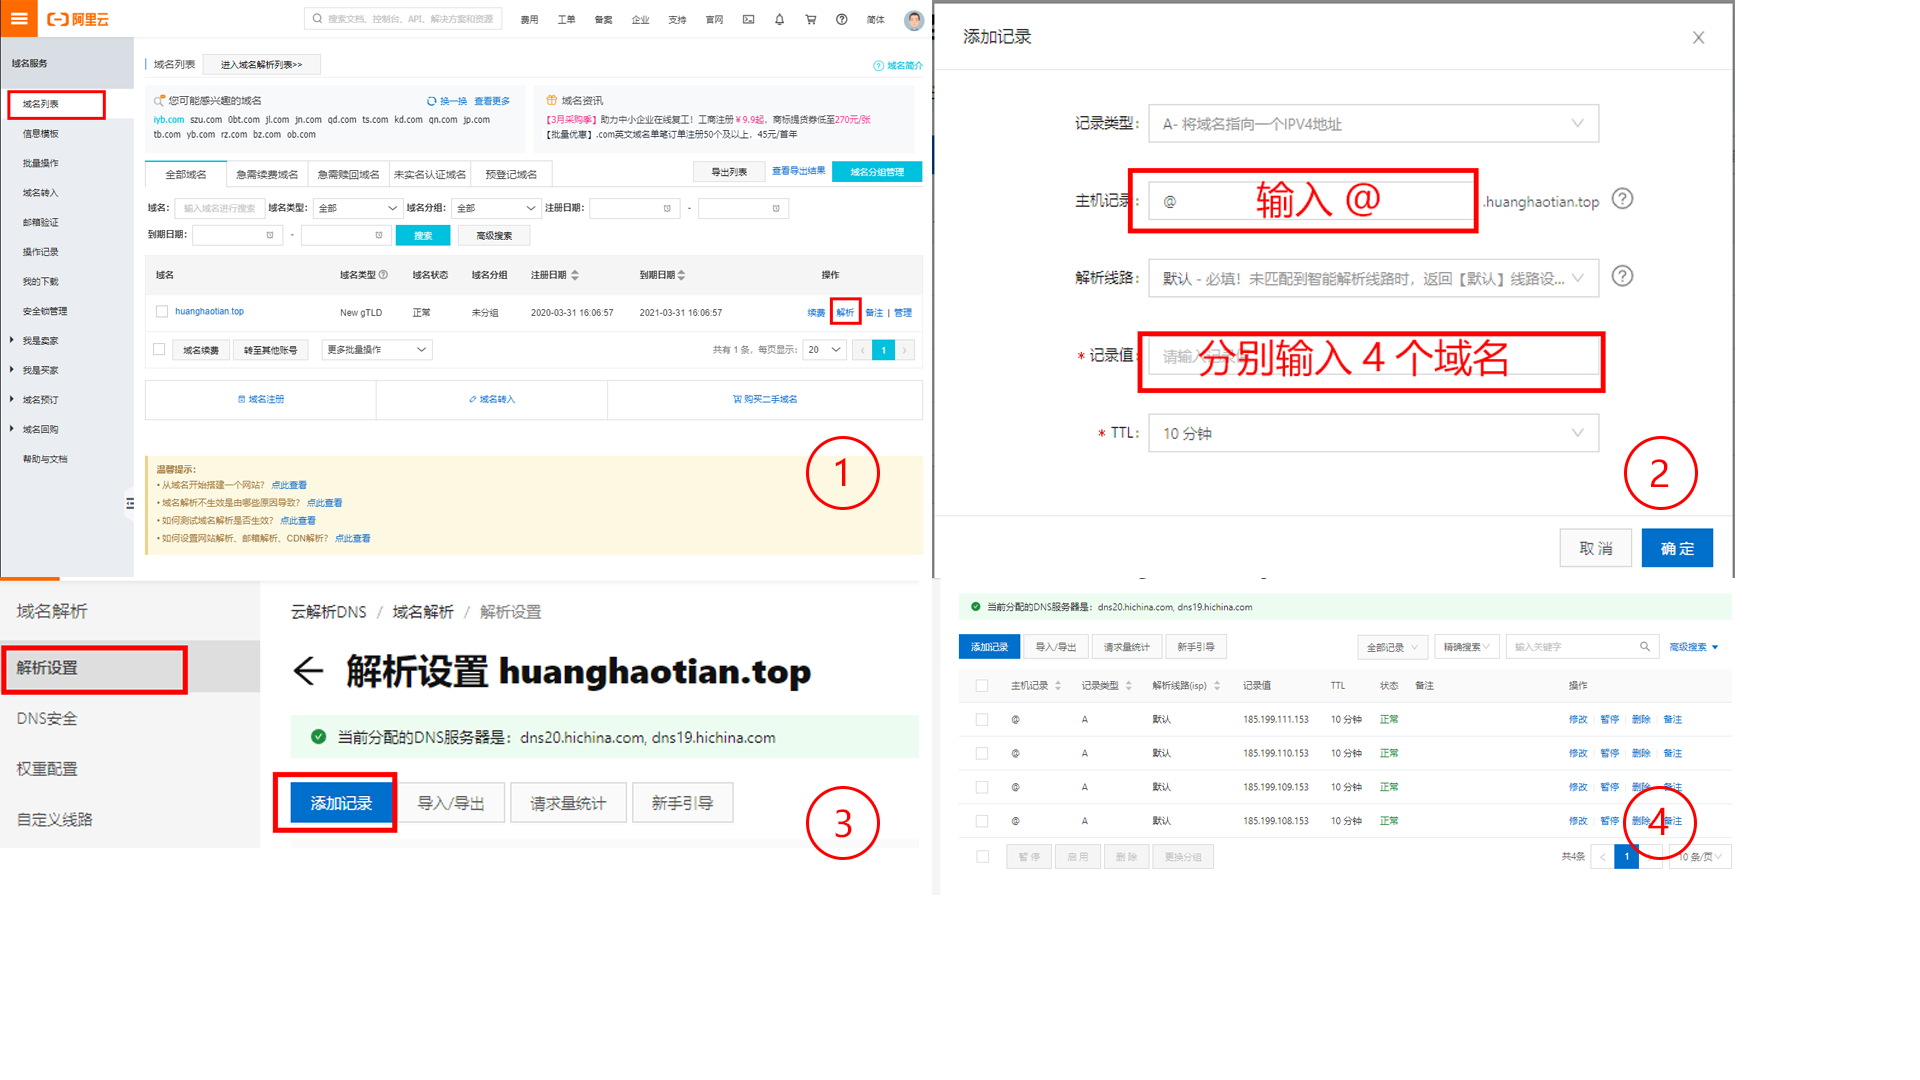 阿里云
搜索文档、控制台、API、解决方案和资源
费用 工单 备案 企业 支持 官网 简体
域名服务
域名列表
信息模板
批量操作
域名转入
邮箱验证
操作记录
我的下载
安全锁管理
我是卖家
我是买家
域名预订
域名回购
帮助与文档
域名列表 进入域名解析列表>>
域名简介
您可能感兴趣的域名 换一换 查看更多
iyb.com szu.com 0bt.com jl.com jn.com qd.com ts.com kd.com qn.com jp.com
tb.com yb.com rz.com bz.com ob.com
域名资讯
【3月采购季】助力中小企业在线复工！工商注册￥9.9起，商标提货券低至270元/张
【批量优惠】.com英文域名单笔订单注册50个及以上，45元/首年
全部域名 急需续费域名 急需赎回域名 未实名认证域名 预登记域名
导出列表 查看导出结果 域名分组管理
域名： 输入域名进行搜索 域名类型： 全部 域名分组： 全部 注册日期： -
到期日期： - 搜索 高级搜索
域名 域名类型 域名状态 域名分组 注册日期 到期日期 操作
huanghaotian.top New gTLD 正常 未分组 2020-03-31 16:06:57 2021-03-31 16:06:57 续费 解析 备注 | 管理
域名续费 转至其他账号 更多批量操作 共有 1 条，每页显示： 20 1
域名注册 域名转入 购买二手域名
温馨提示：
• 从域名开始搭建一个网站？ 点此查看
• 域名解析不生效是由哪些原因导致？ 点此查看
• 如何测试域名解析是否生效？ 点此查看
• 如何设置网站解析、邮箱解析、CDN解析？ 点此查看
1
添加记录
记录类型： A- 将域名指向一个IPV4地址
主机记录： @ 输入 @ .huanghaotian.top
解析线路： 默认 - 必填！未匹配到智能解析线路时，返回【默认】线路设...
* 记录值： 请输入 分别输入 4 个域名
* TTL： 10 分钟
2
取 消 确 定
域名解析
解析设置
DNS安全
权重配置
自定义线路
云解析DNS / 域名解析 / 解析设置
解析设置 huanghaotian.top
当前分配的DNS服务器是： dns20.hichina.com, dns19.hichina.com
添加记录 导入/导出 请求量统计 新手引导
3
当前分配的DNS服务器是： dns20.hichina.com, dns19.hichina.com
添加记录 导入/导出 请求量统计 新手引导 全部记录 精确搜索 输入关键字 高级搜索
主机记录 记录类型 解析线路(isp) 记录值 TTL 状态 备注 操作
@ A 默认 185.199.111.153 10 分钟 正常 修改 暂停 删除 备注
@ A 默认 185.199.110.153 10 分钟 正常 修改 暂停 删除 备注
@ A 默认 185.199.109.153 10 分钟 正常 修改 暂停 删除 备注
@ A 默认 185.199.108.153 10 分钟 正常 修改 暂停 删除 备注
4
暂 停 启 用 删 除 更换分组 共4条 < 1 10 条/页